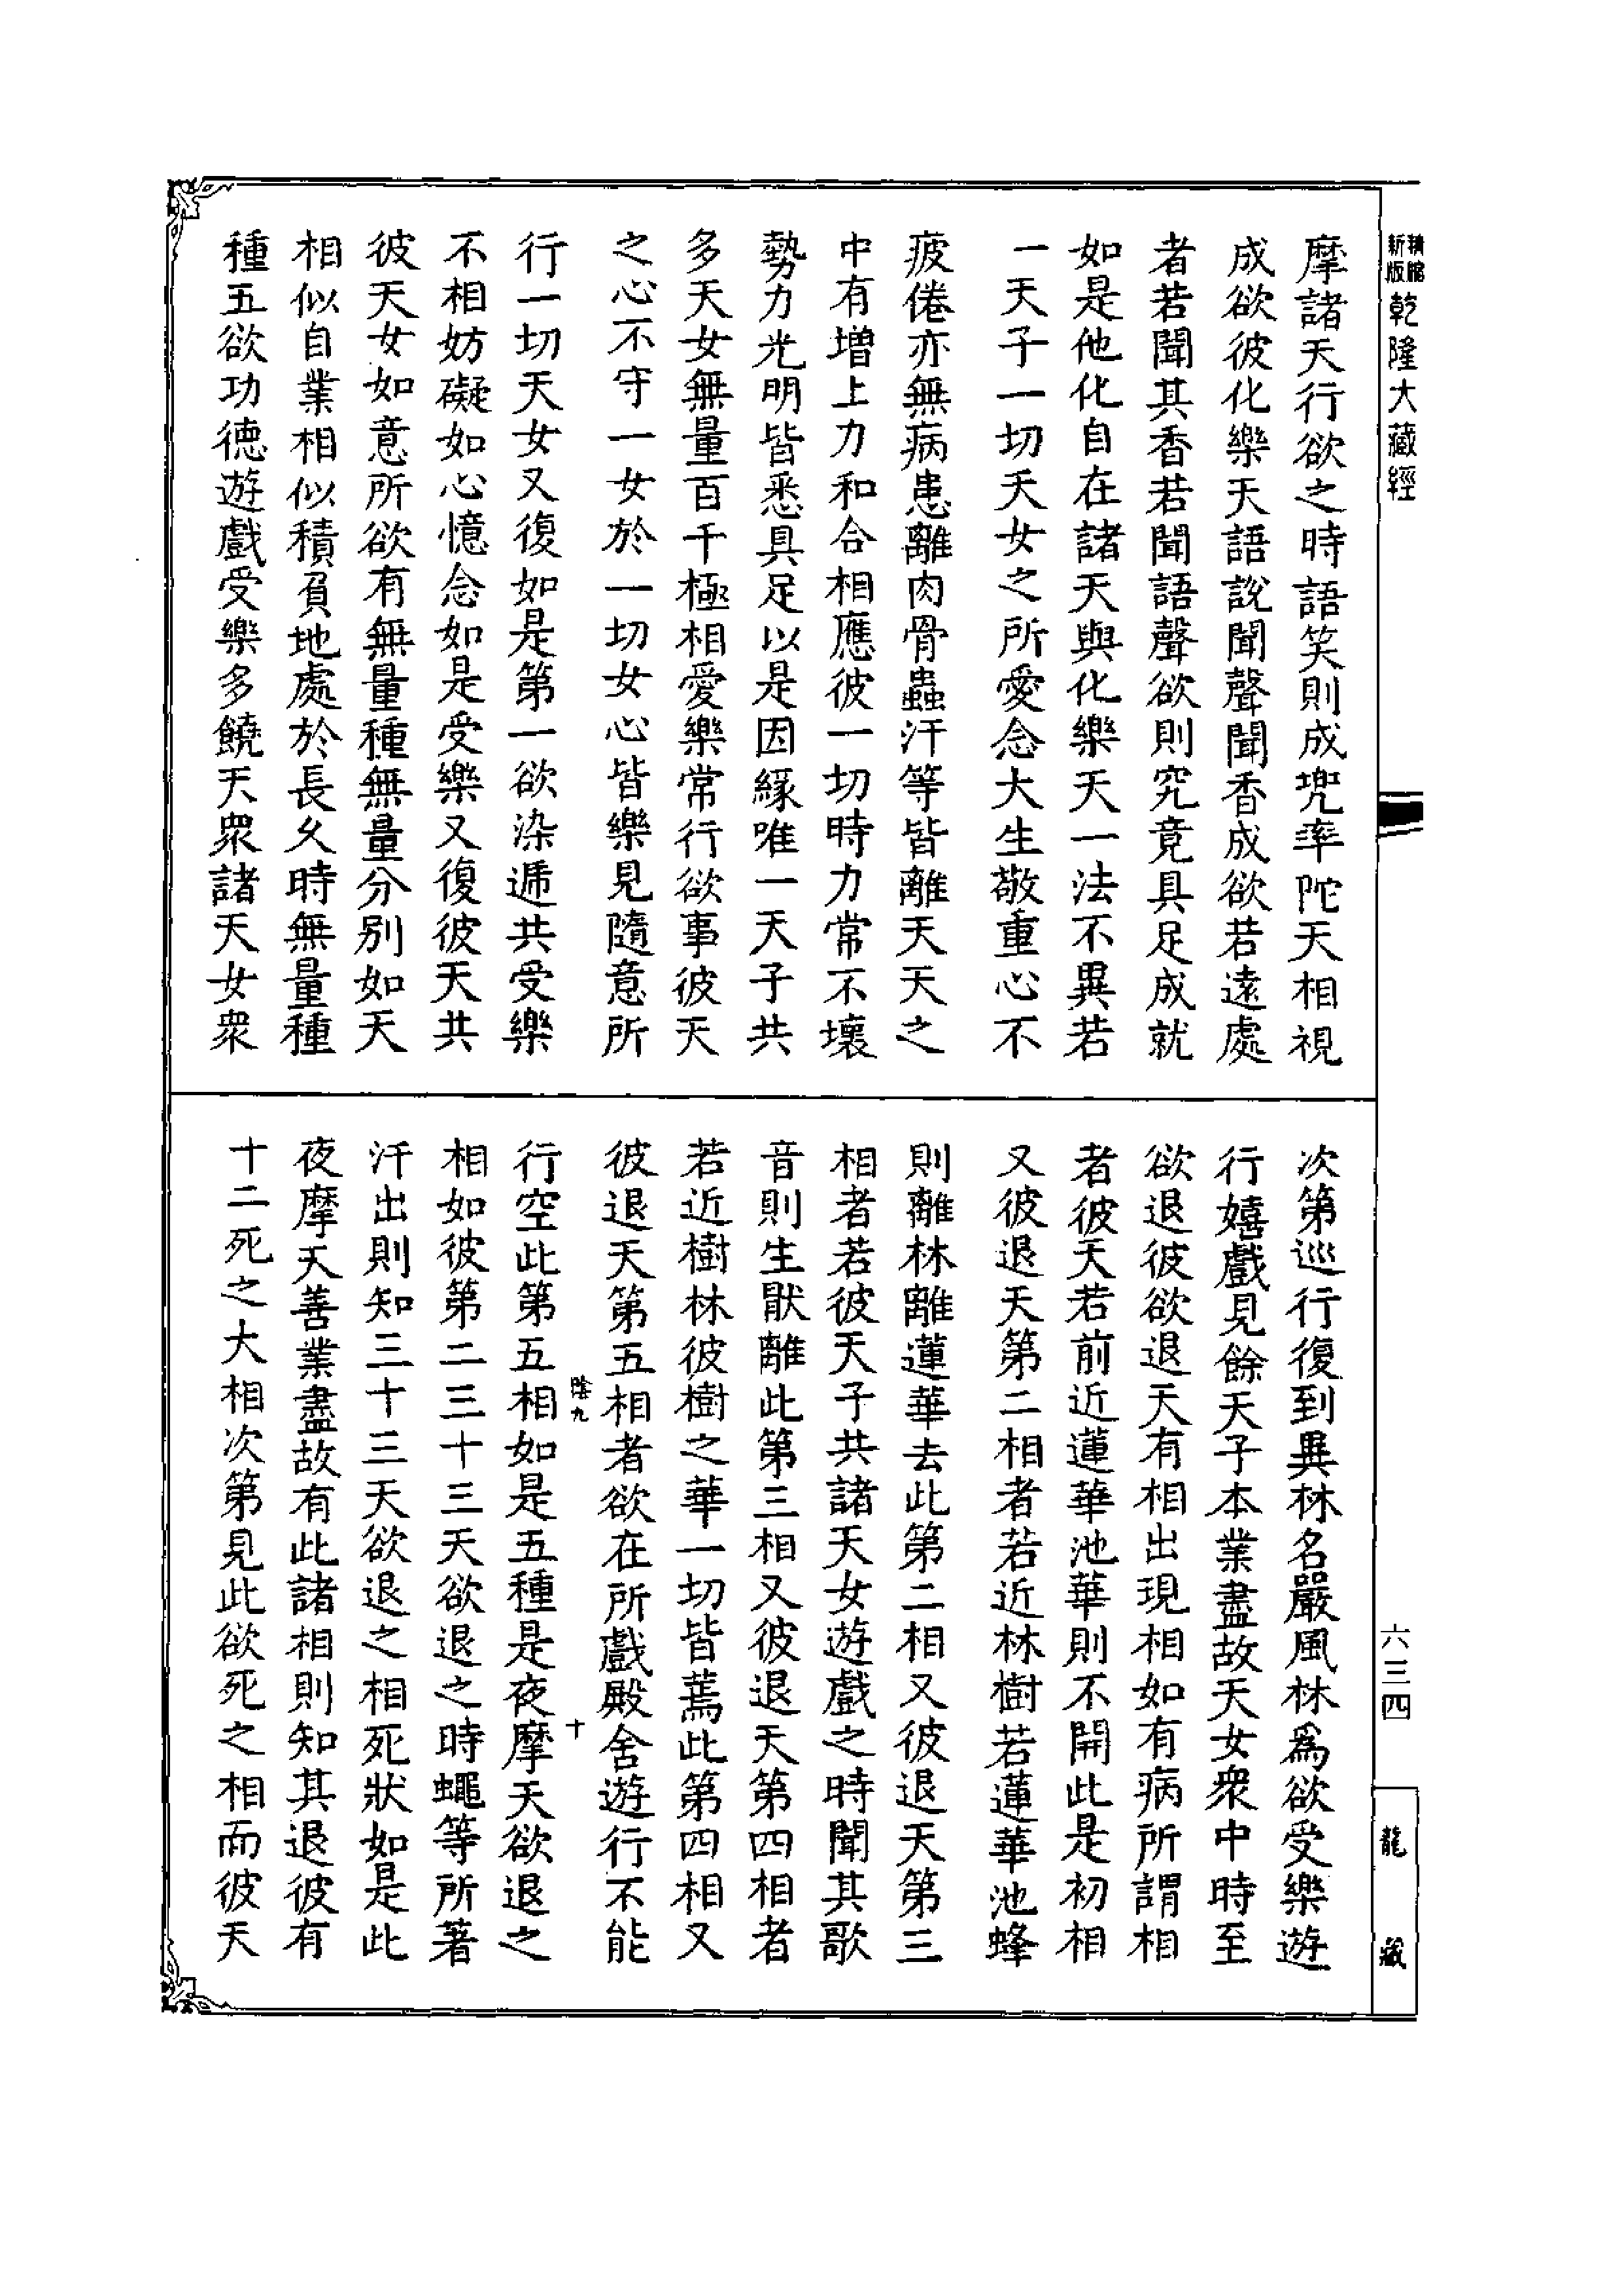 新版
精縮
乾隆大藏經
摩諸天行欲之時語笑則成兜率陀天相視
成欲彼化樂天語說聞聲聞香成欲若遠處
者若聞其香若聞語聲欲則究竟具足成就
如是他化自在諸天與化樂天一法不異若
一天子一切天女之所愛念大生敬重心不
疲倦亦無病患離肉骨蟲汗等皆離天天之
中有增上力和合相應彼一切時力常不壞
勢力光明皆悉具足以是因緣唯一天子共
多天女無量百千極相愛樂常行欲事彼天
之心不守一女於一切女心皆樂見隨意所
行一切天女又復如是第一欲染遞共受樂
不相妨礙如心憶念如是受樂又復彼天共
彼天女如意所欲有無量種無量分別如天
相似自業相似積負地處於長久時無量種
種五欲功德遊戲受樂多饒天眾諸天女眾
次第巡行復到異林名嚴風林為欲受樂遊
行嬉戲見餘天子本業盡故天女眾中時至
欲退彼欲退天有相出現相如有病所謂相
者彼天若前近蓮華池華則不開此是初相
又彼退天第二相者若近林樹若蓮華池蜂
則離林離蓮華去此第二相又彼退天第三
相者若彼天子共諸天女遊戲之時聞其歌
音則生猒離此第三相又彼退天第四相者
若近樹林彼樹之華一切皆蔫此第四相又
彼退天第五相者欲在所戲殿舍遊行不能
陰九
十
行空此第五相如是五種是夜摩天欲退之
相如彼第二三十三天欲退之時蠅等所著
汗出則知三十三天欲退之相死狀如是此
夜摩天善業盡故有此諸相則知其退彼有
十二死之大相次第見此欲死之相而彼天
六三四
龍藏